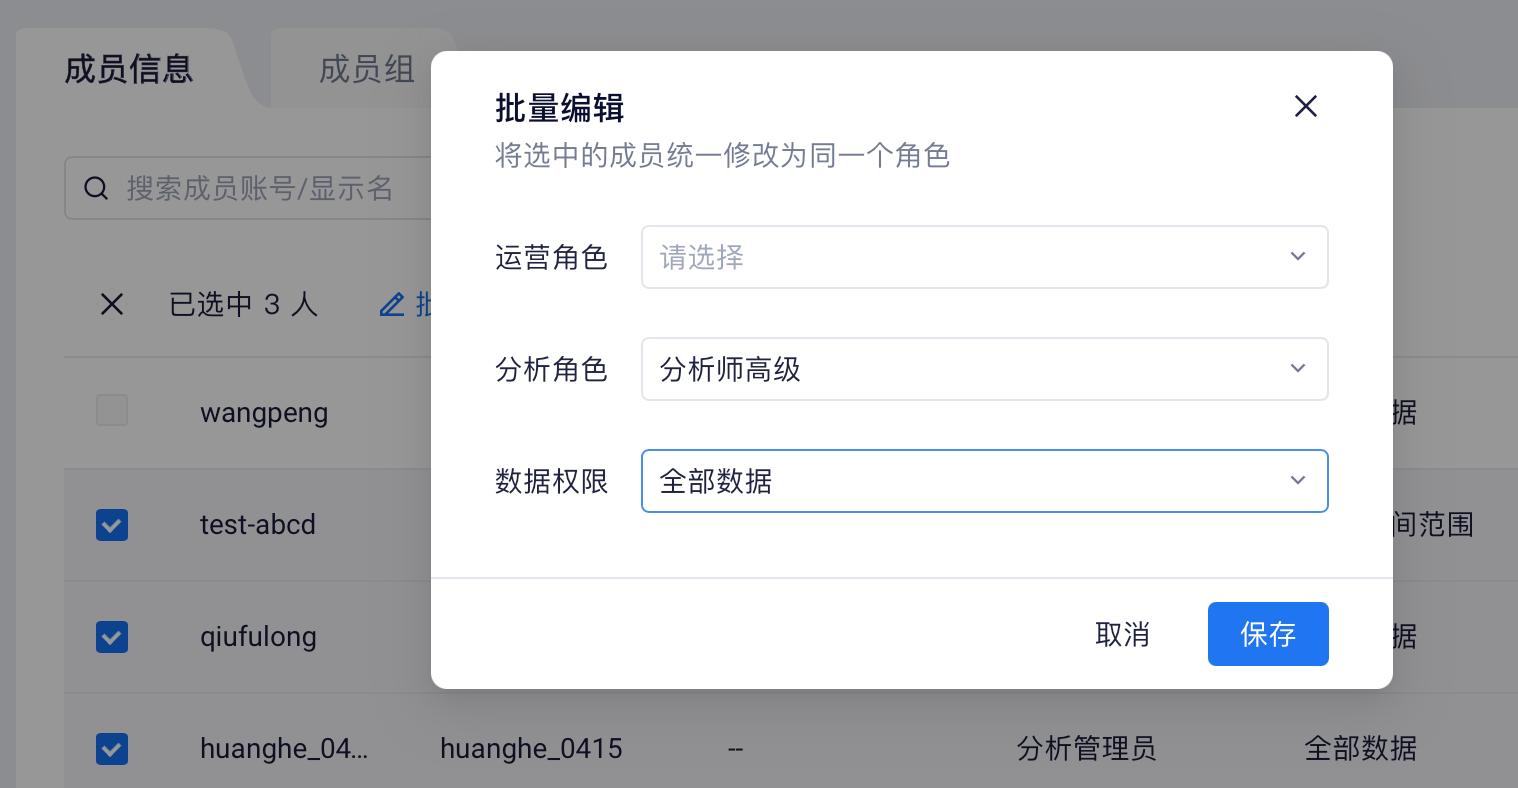 成员信息
成员组
批量编辑
将选中的成员统一修改为同一个角色
搜索成员账号/显示名
运营角色
请选择
已选中 3 人
分析角色
分析师高级
wangpeng
据
数据权限
全部数据
test-abcd
间范围
qiufulong
据
取消
保存
huanghe_04...
huanghe_0415
--
分析管理员
全部数据